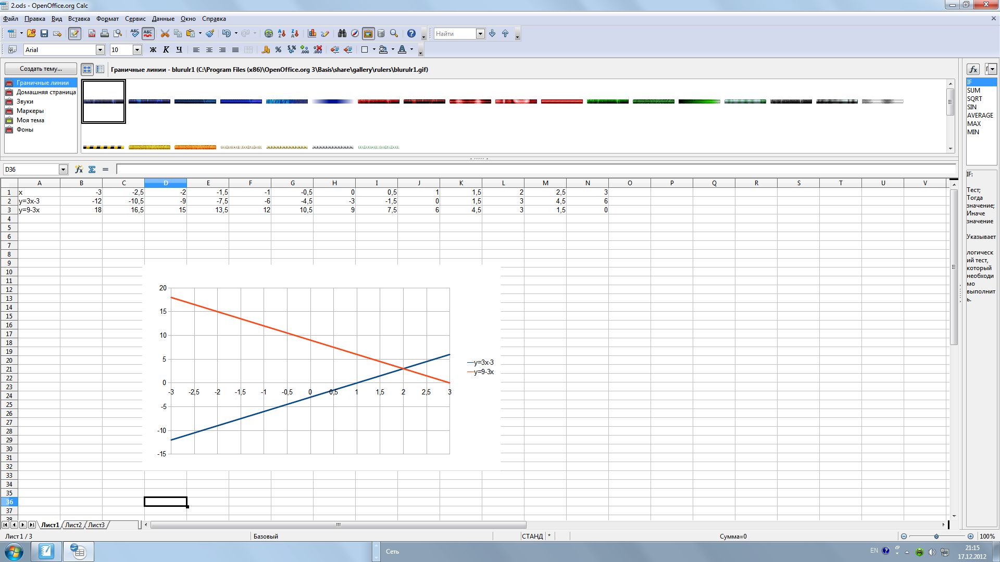 2.ods - OpenOffice.org Calc
Файл Правка Вид Вставка Формат Сервис Данные Окно Справка
Найти
Arial 10 Ж К Ч
Создать тему... Граничные линии - blurulr1 (C:\Program Files (x86)\OpenOffice.org 3\Basis\share\gallery\rulers\blurulr1.gif)
Граничные линии
Домашняя страница
Звуки
Маркеры
Моя тема
Фоны
IF
SUM
SQRT
SIN
AVERAGE
MAX
MIN
D36
A B C D E F G H I J K L M N O P Q R S T U V
1 x -3 -2,5 -2 -1,5 -1 -0,5 0 0,5 1 1,5 2 2,5 3
2 y=3x-3 -12 -10,5 -9 -7,5 -6 -4,5 -3 -1,5 0 1,5 3 4,5 6
3 y=9-3x 18 16,5 15 13,5 12 10,5 9 7,5 6 4,5 3 1,5 0
4
5
6
7
8
9
10
11
12
13
14
15
16
17
18
19
20
21
22
23
24
25
26
27
28
29
30
31
32
33
34
35
36
37
38
20
15
10
5
0
-5
-10
-15
-3 -2,5 -2 -1,5 -1 -0,5 0 0,5 1 1,5 2 2,5 3
y=3x-3
y=9-3x
IF:
Тест;
Тогда
значение;
Иначе
значение
Указывает
логическ
ий тест,
который
необходи
мо
выполнит
ь.
Лист1 Лист2 Лист3
Лист 1 / 3 Базовый СТАНД * Сумма=0 100%
Сеть EN 21:15
17.12.2012